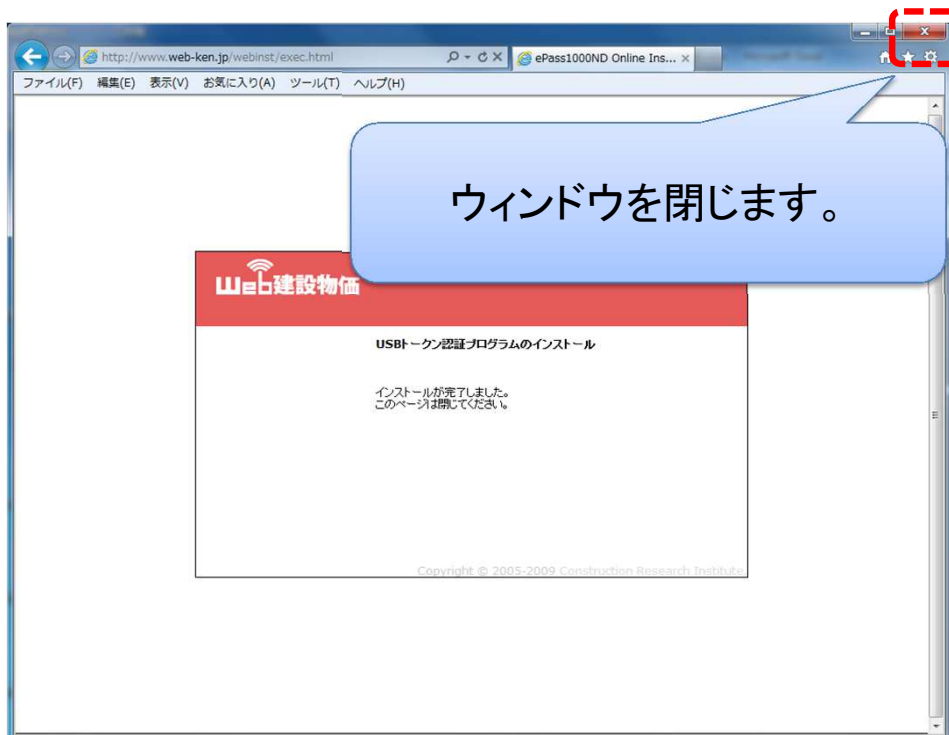 http://www.web-ken.jp/webinst/exec.html
ePass1000ND Online Ins...
ファイル(F) 編集(E) 表示(V) お気に入り(A) ツール(T) ヘルプ(H)
ウィンドウを閉じます。
Web建設物価
USBトークン認証プログラムのインストール
インストールが完了しました。
このページは閉じてください。
Copyright © 2005-2009 Construction Research Institute.